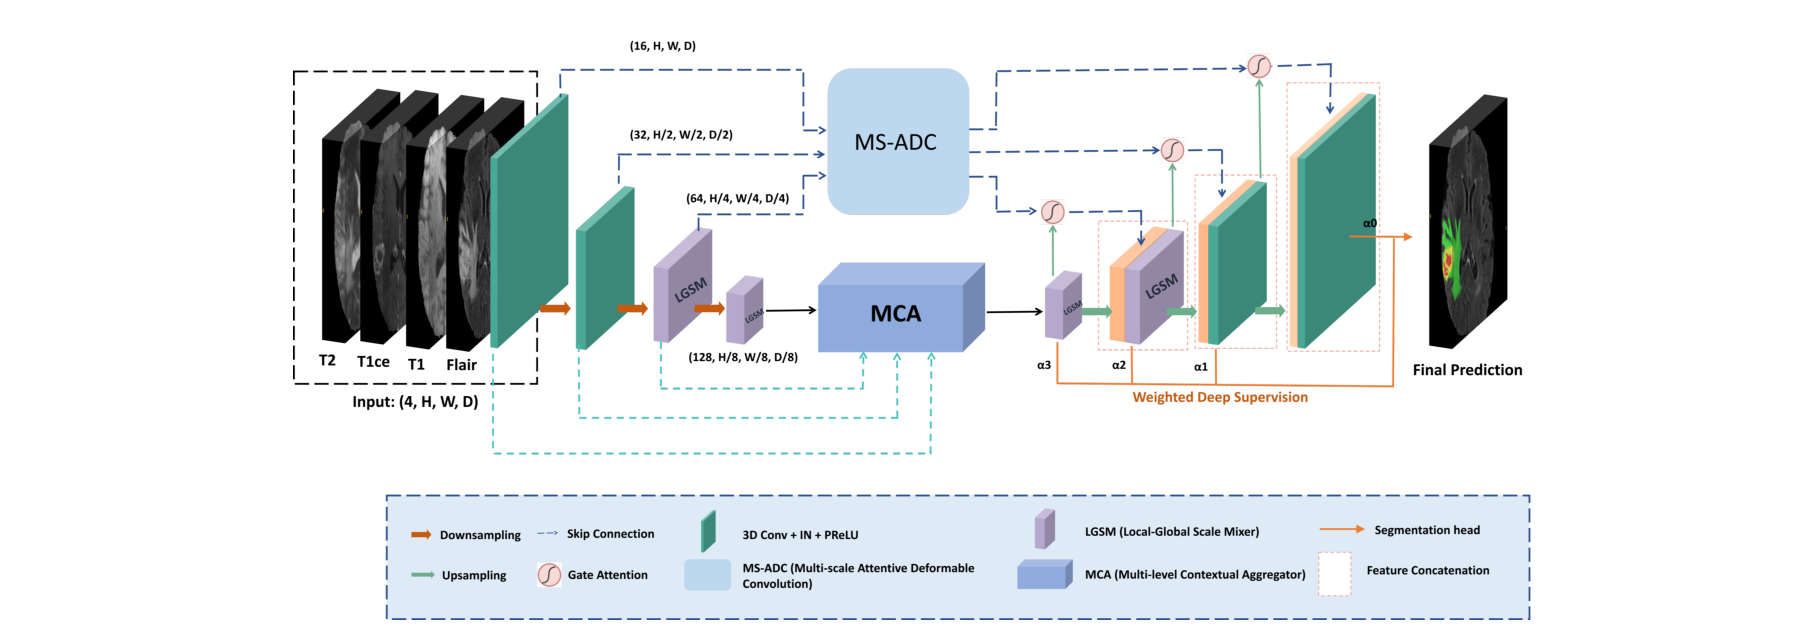 (16, H, W, D)
(32, H/2, W/2, D/2)
(64, H/4, W/4, D/4)
MS-ADC
LGSM
LGSM
MCA
LGSM
LGSM
α0
(128, H/8, W/8, D/8)
α3
α2
α1
T2
T1ce
T1
Flair
Input: (4, H, W, D)
Weighted Deep Supervision
Final Prediction
Downsampling
Skip Connection
3D Conv + IN + PReLU
LGSM (Local-Global Scale Mixer)
Segmentation head
Upsampling
Gate Attention
MS-ADC (Multi-scale Attentive Deformable
Convolution)
MCA (Multi-level Contextual Aggregator)
Feature Concatenation